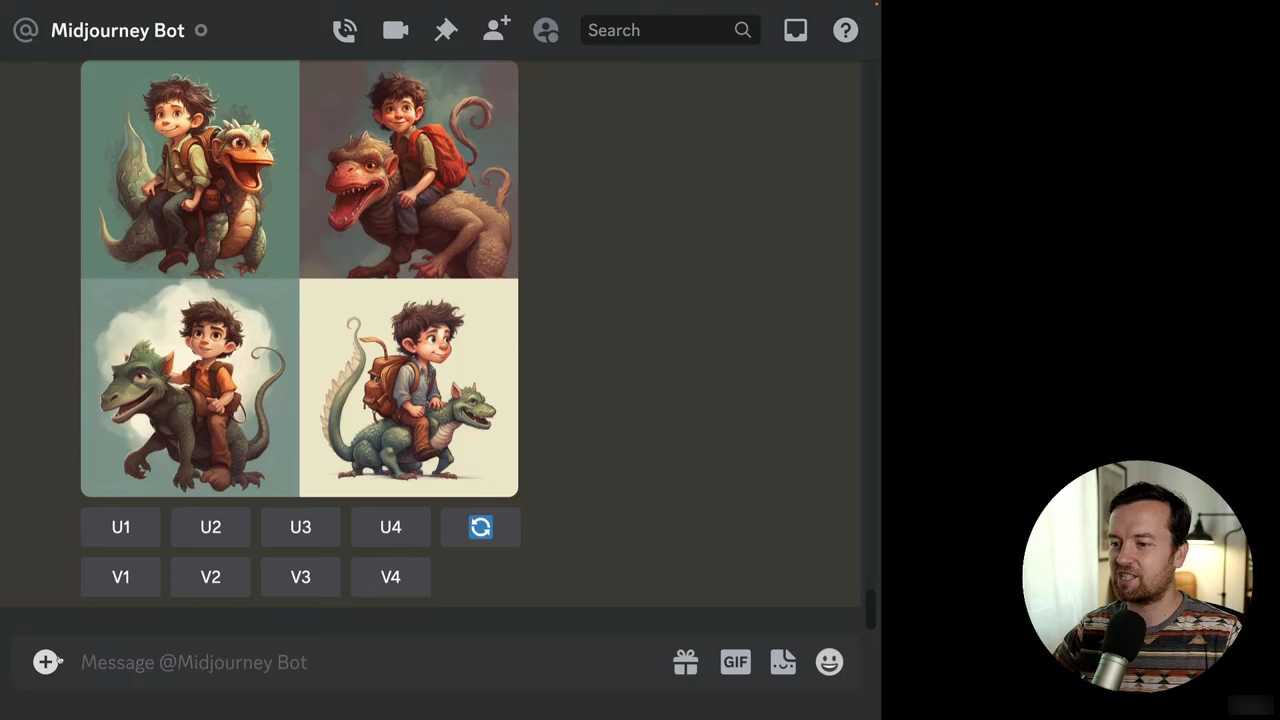 Midjourney Bot
Search
U1 U2 U3 U4
V1 V2 V3 V4
Message @Midjourney Bot
GIF